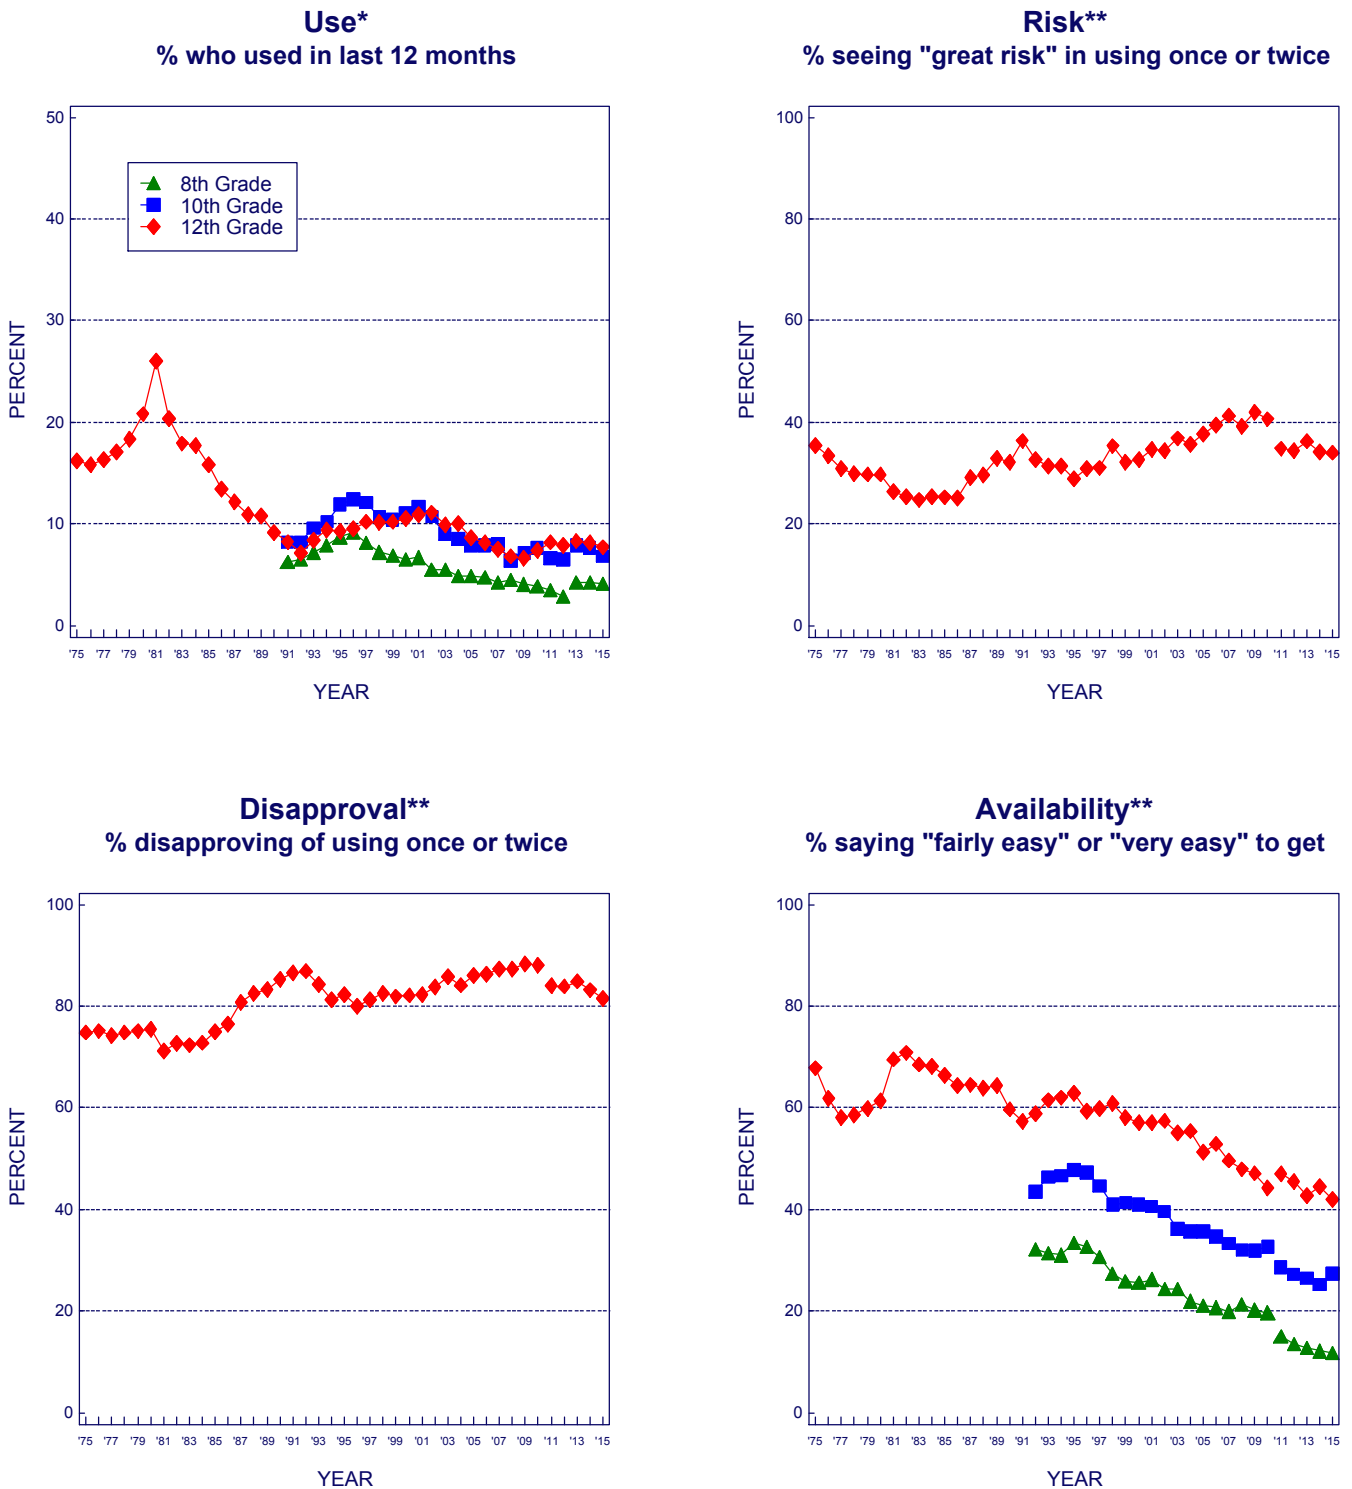 Use*
% who used in last 12 months
50
40
30
20
10
0
PERCENT
8th Grade
10th Grade
12th Grade
'75 '77 '79 '81 '83 '85 '87 '89 '91 '93 '95 '97 '99 '01 '03 '05 '07 '09 '11 '13 '15
YEAR
Risk**
% seeing "great risk" in using once or twice
100
80
60
40
20
0
PERCENT
'75 '77 '79 '81 '83 '85 '87 '89 '91 '93 '95 '97 '99 '01 '03 '05 '07 '09 '11 '13 '15
YEAR
Disapproval**
% disapproving of using once or twice
100
80
60
40
20
0
PERCENT
'75 '77 '79 '81 '83 '85 '87 '89 '91 '93 '95 '97 '99 '01 '03 '05 '07 '09 '11 '13 '15
YEAR
Availability**
% saying "fairly easy" or "very easy" to get
100
80
60
40
20
0
PERCENT
'75 '77 '79 '81 '83 '85 '87 '89 '91 '93 '95 '97 '99 '01 '03 '05 '07 '09 '11 '13 '15
YEAR